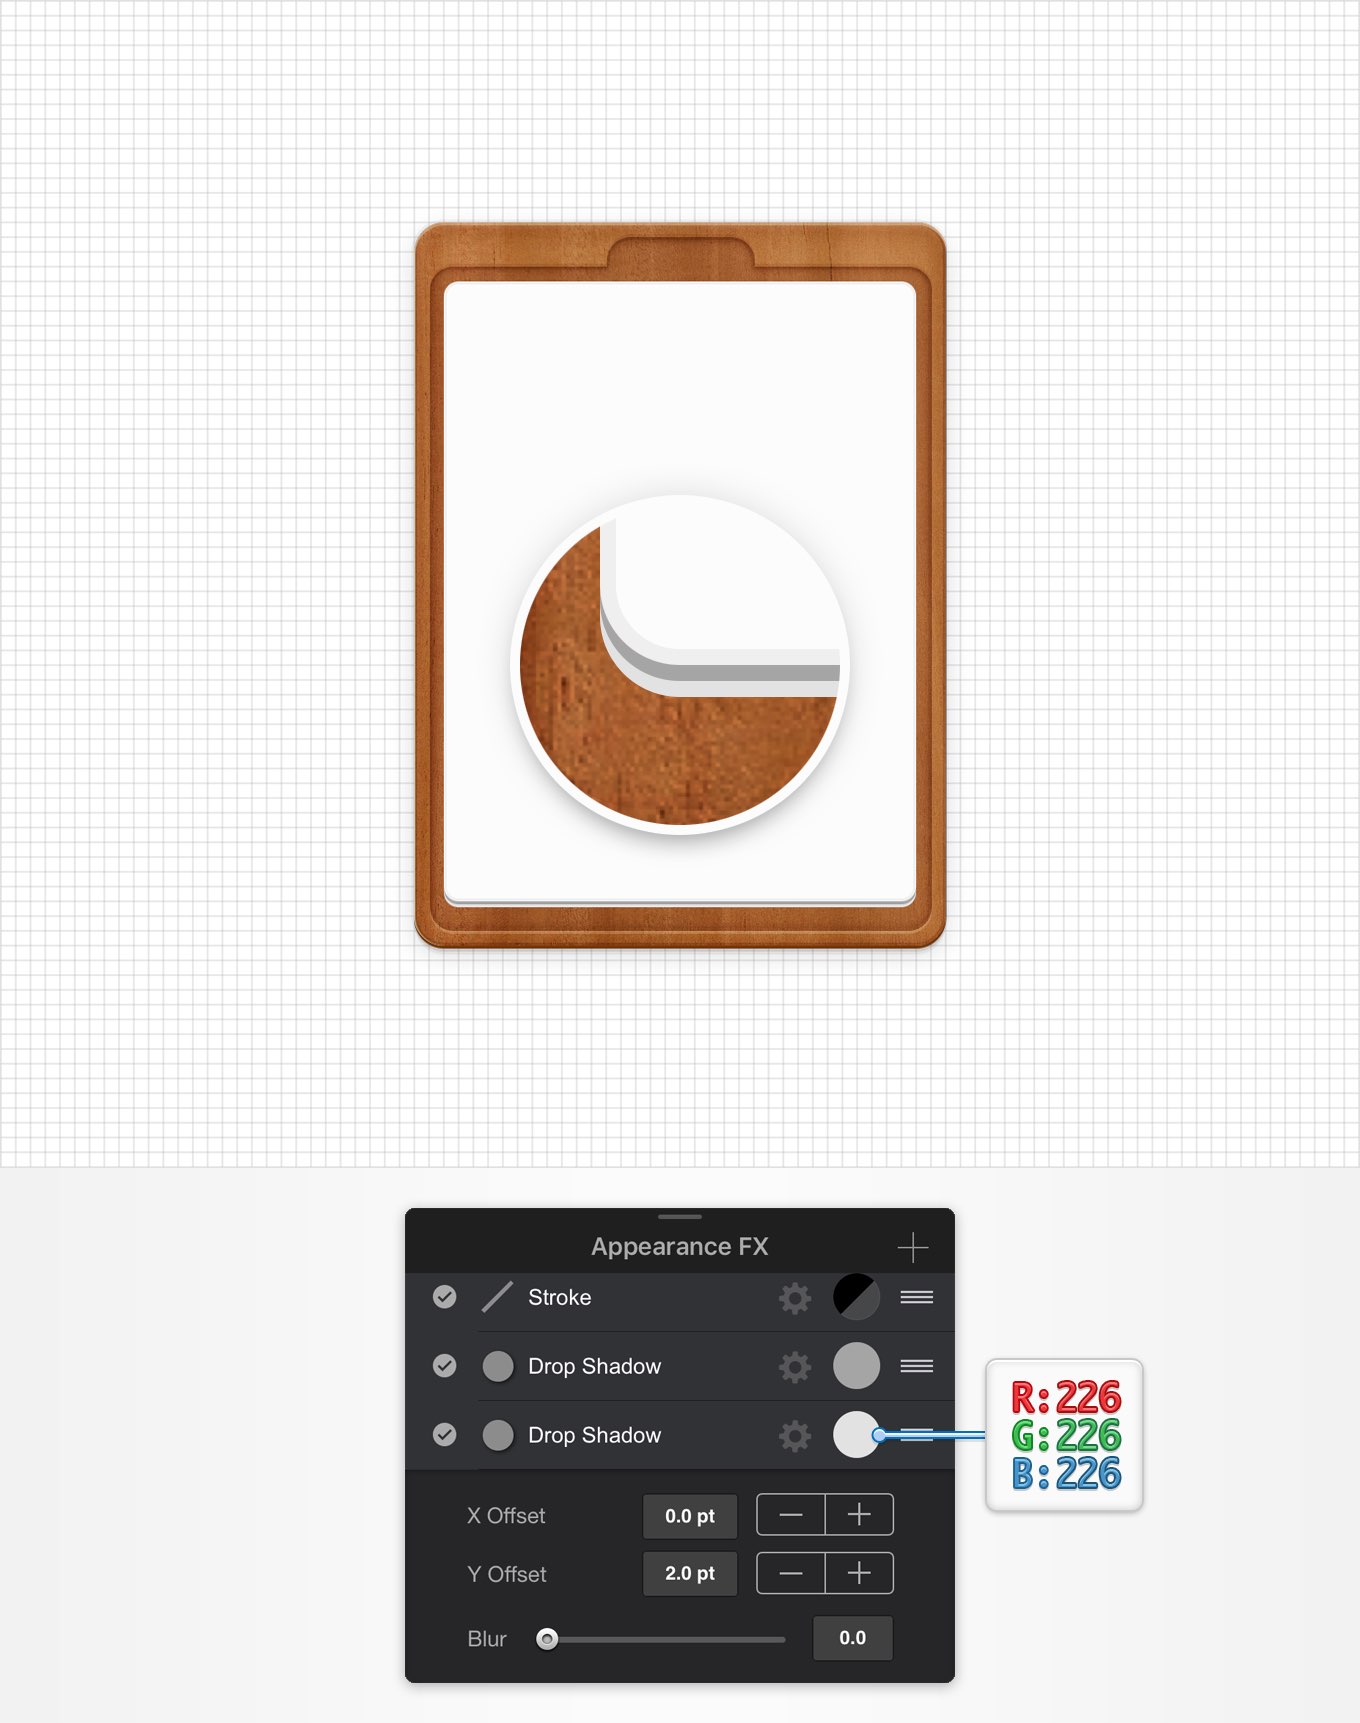 Appearance FX
Stroke
Drop Shadow
Drop Shadow
R:226
G:226
B:226
X Offset 0.0 pt
Y Offset 2.0 pt
Blur 0.0